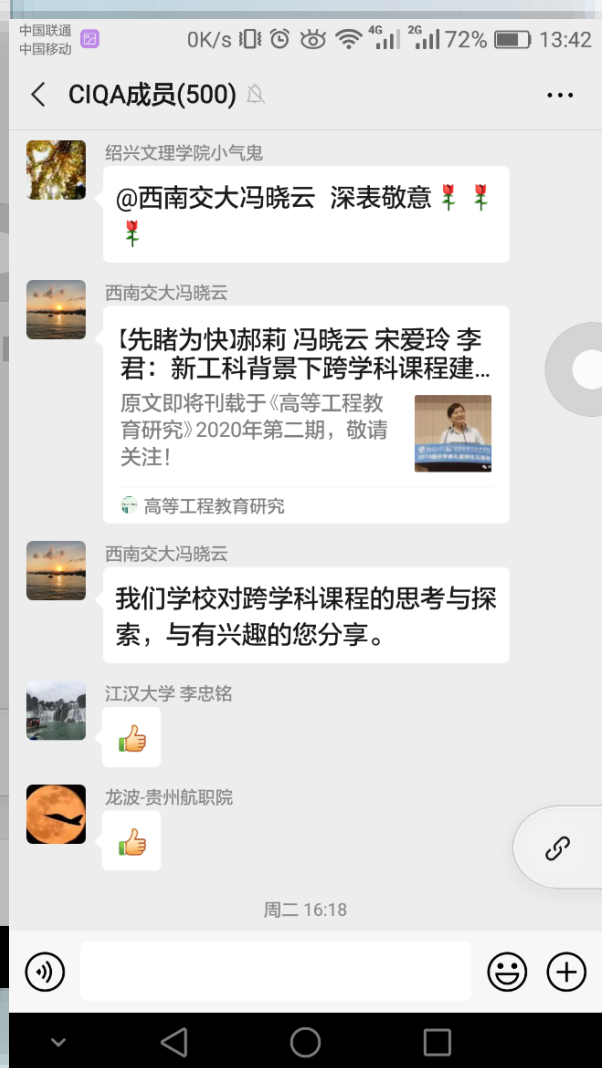 中国联通
中国移动
0K/s 4G 2G 72% 13:42
CIQA成员(500)
绍兴文理学院小气鬼
@西南交大冯晓云 深表敬意🌹🌹
🌹
西南交大冯晓云
【先睹为快】郝莉 冯晓云 宋爱玲 李
君：新工科背景下跨学科课程建...
原文即将刊载于《高等工程教
育研究》2020年第二期，敬请
关注！
高等工程教育研究
西南交大冯晓云
我们学校对跨学科课程的思考与探
索，与有兴趣的您分享。
江汉大学 李忠铭
👍
龙波-贵州航职院
👍
周二 16:18